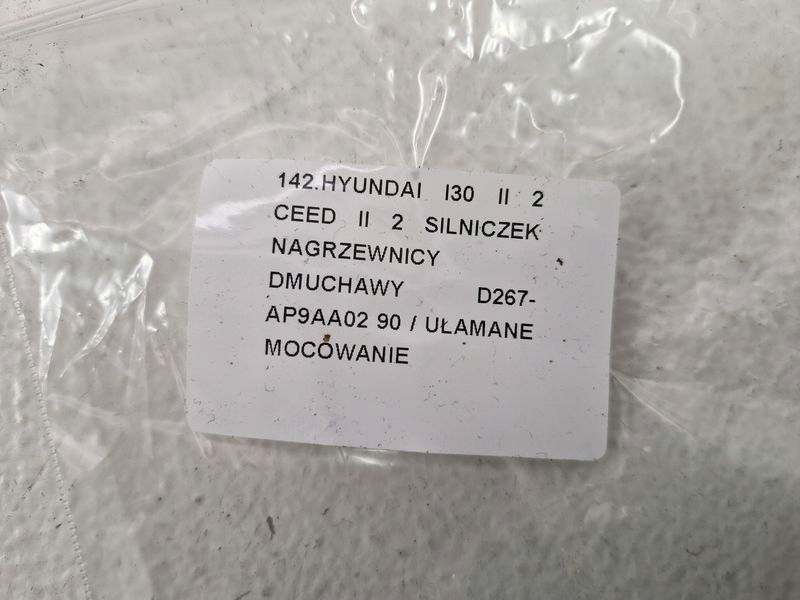 142.HYUNDAI I30 II 2
CEED II 2 SILNICZEK
NAGRZEWNICY
DMUCHAWY D267-
AP9AA02 90 / UŁAMANE
MOCOWANIE